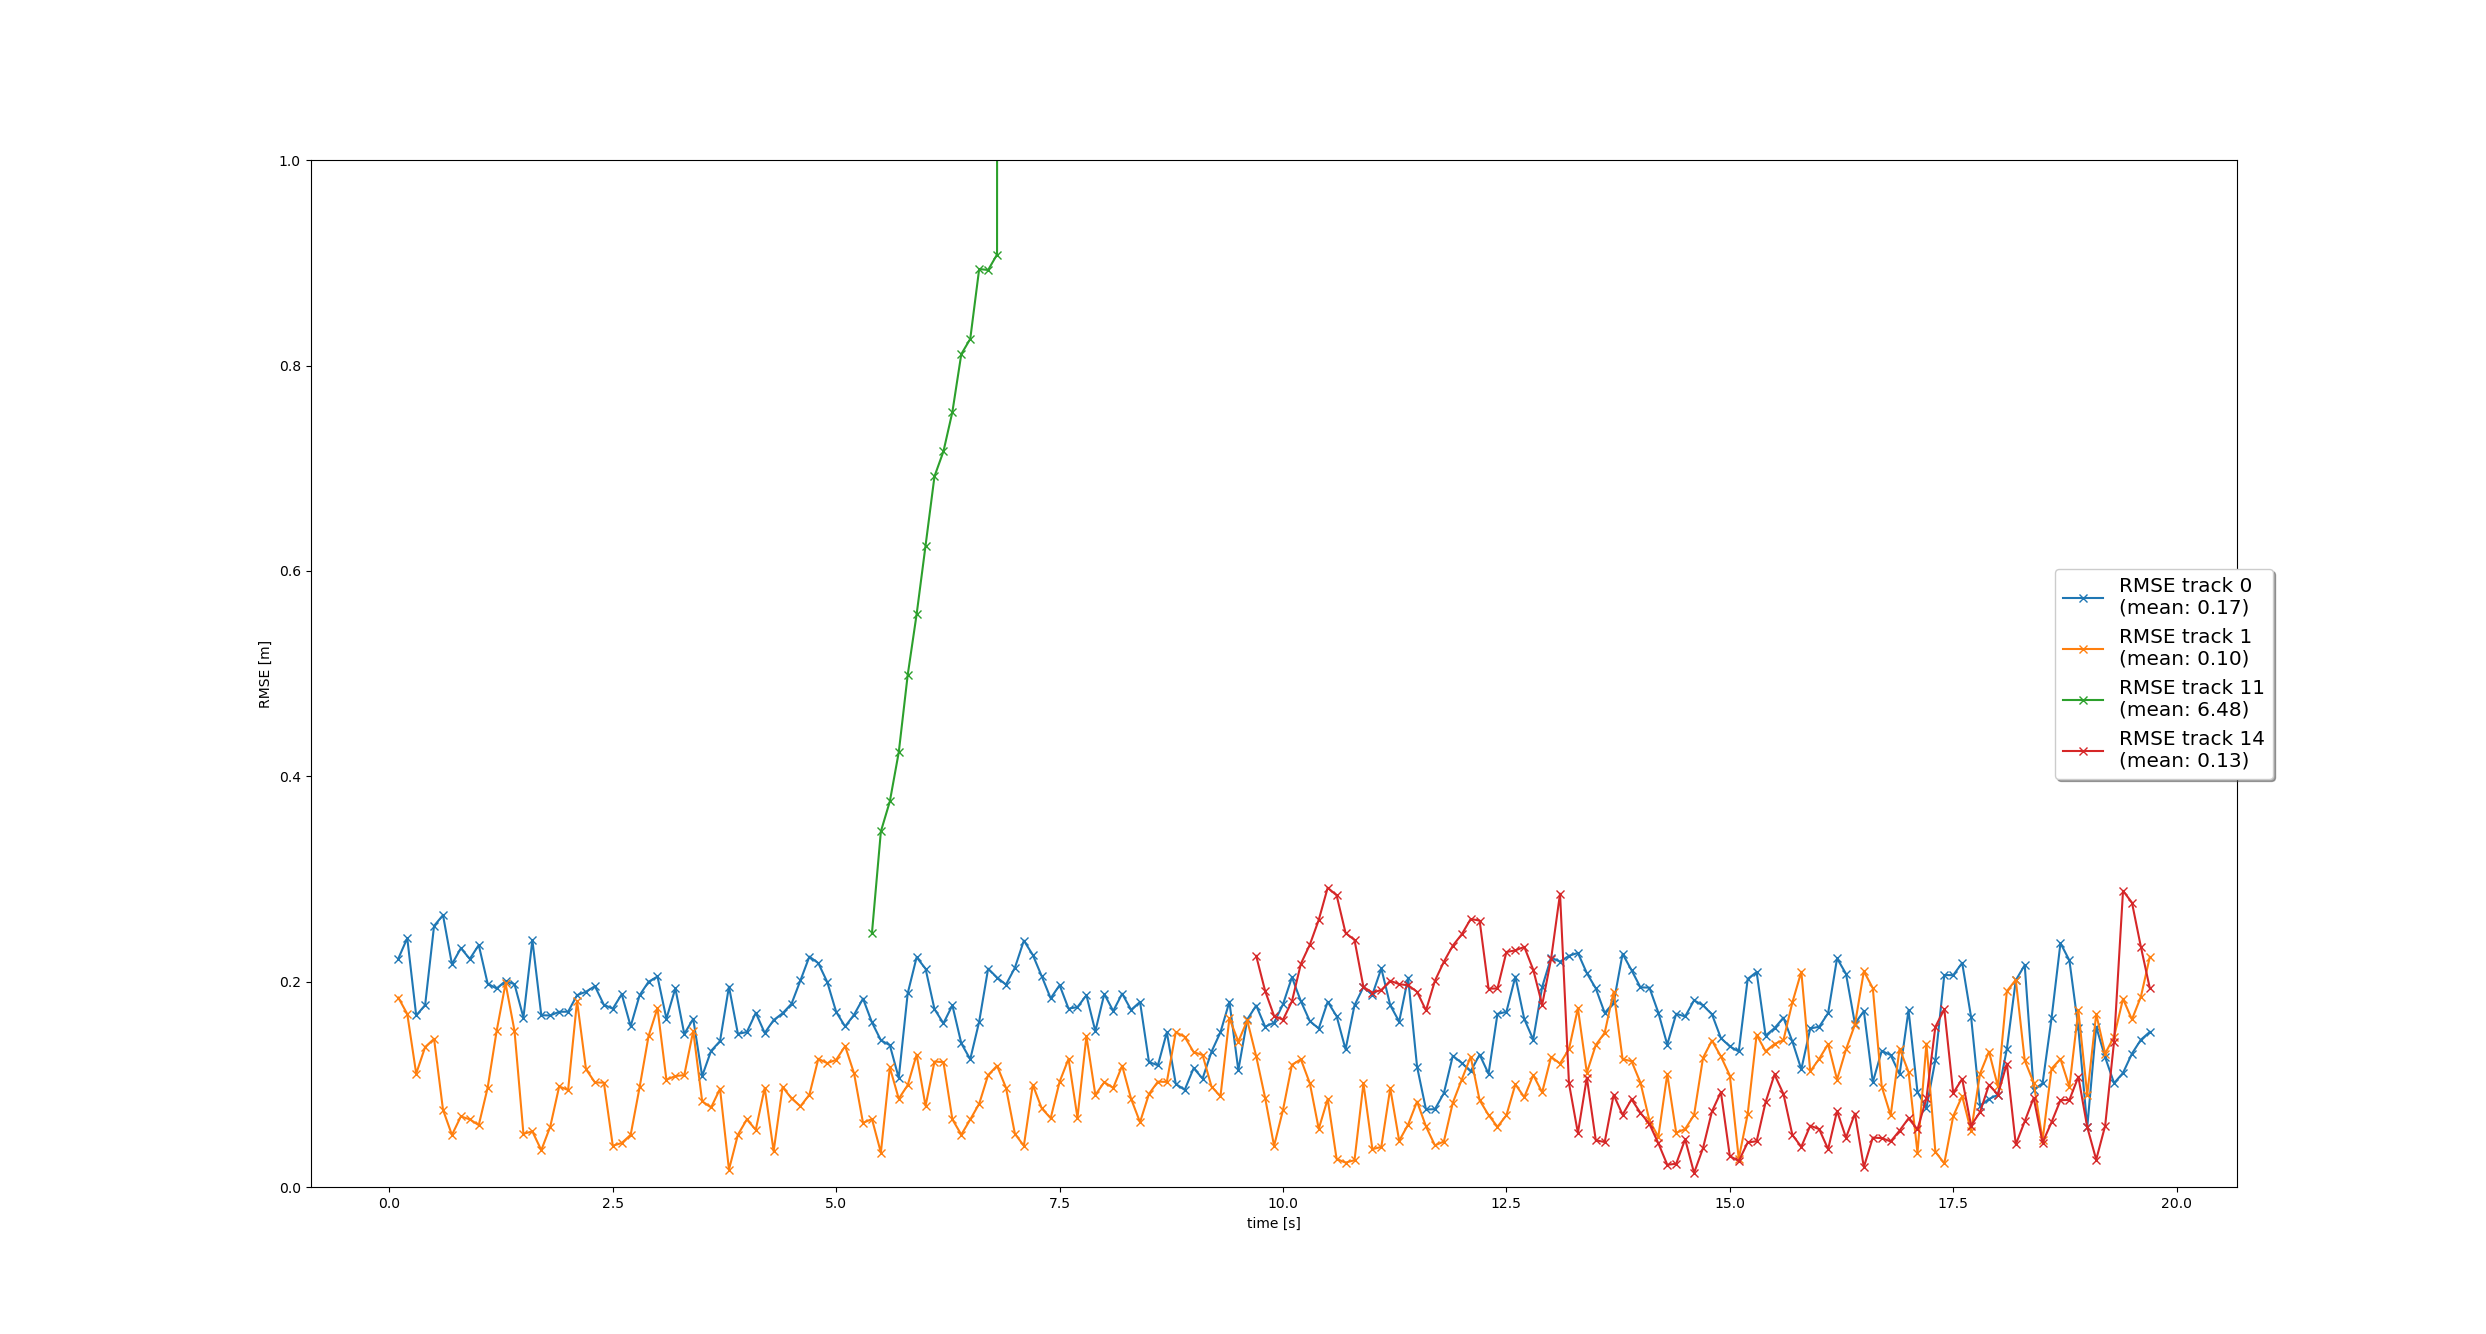 1.0
0.8
0.6
0.4
0.2
0.0
RMSE [m]
0.0 2.5 5.0 7.5 10.0 12.5 15.0 17.5 20.0
time [s]
RMSE track 0
(mean: 0.17)
RMSE track 1
(mean: 0.10)
RMSE track 11
(mean: 6.48)
RMSE track 14
(mean: 0.13)